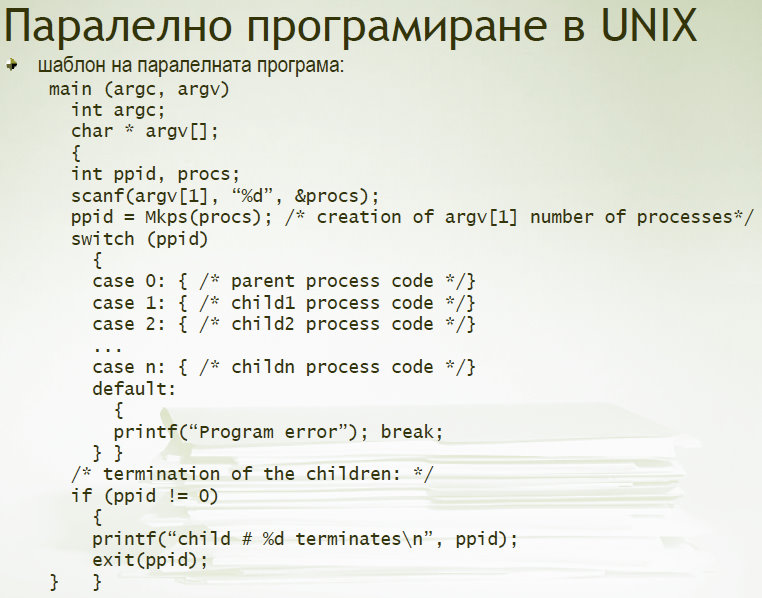 Паралелно програмиране в UNIX
шаблон на паралелната програма:
main (argc, argv)
int argc;
char * argv[];
{
int ppid, procs;
scanf(argv[1], “%d”, &procs);
ppid = Mkps(procs); /* creation of argv[1] number of processes*/
switch (ppid)
{
case 0: { /* parent process code */}
case 1: { /* child1 process code */}
case 2: { /* child2 process code */}
...
case n: { /* childn process code */}
default:
{
printf(“Program error”); break;
} }
/* termination of the children: */
if (ppid != 0)
{
printf(“child # %d terminates\n”, ppid);
exit(ppid);
} }